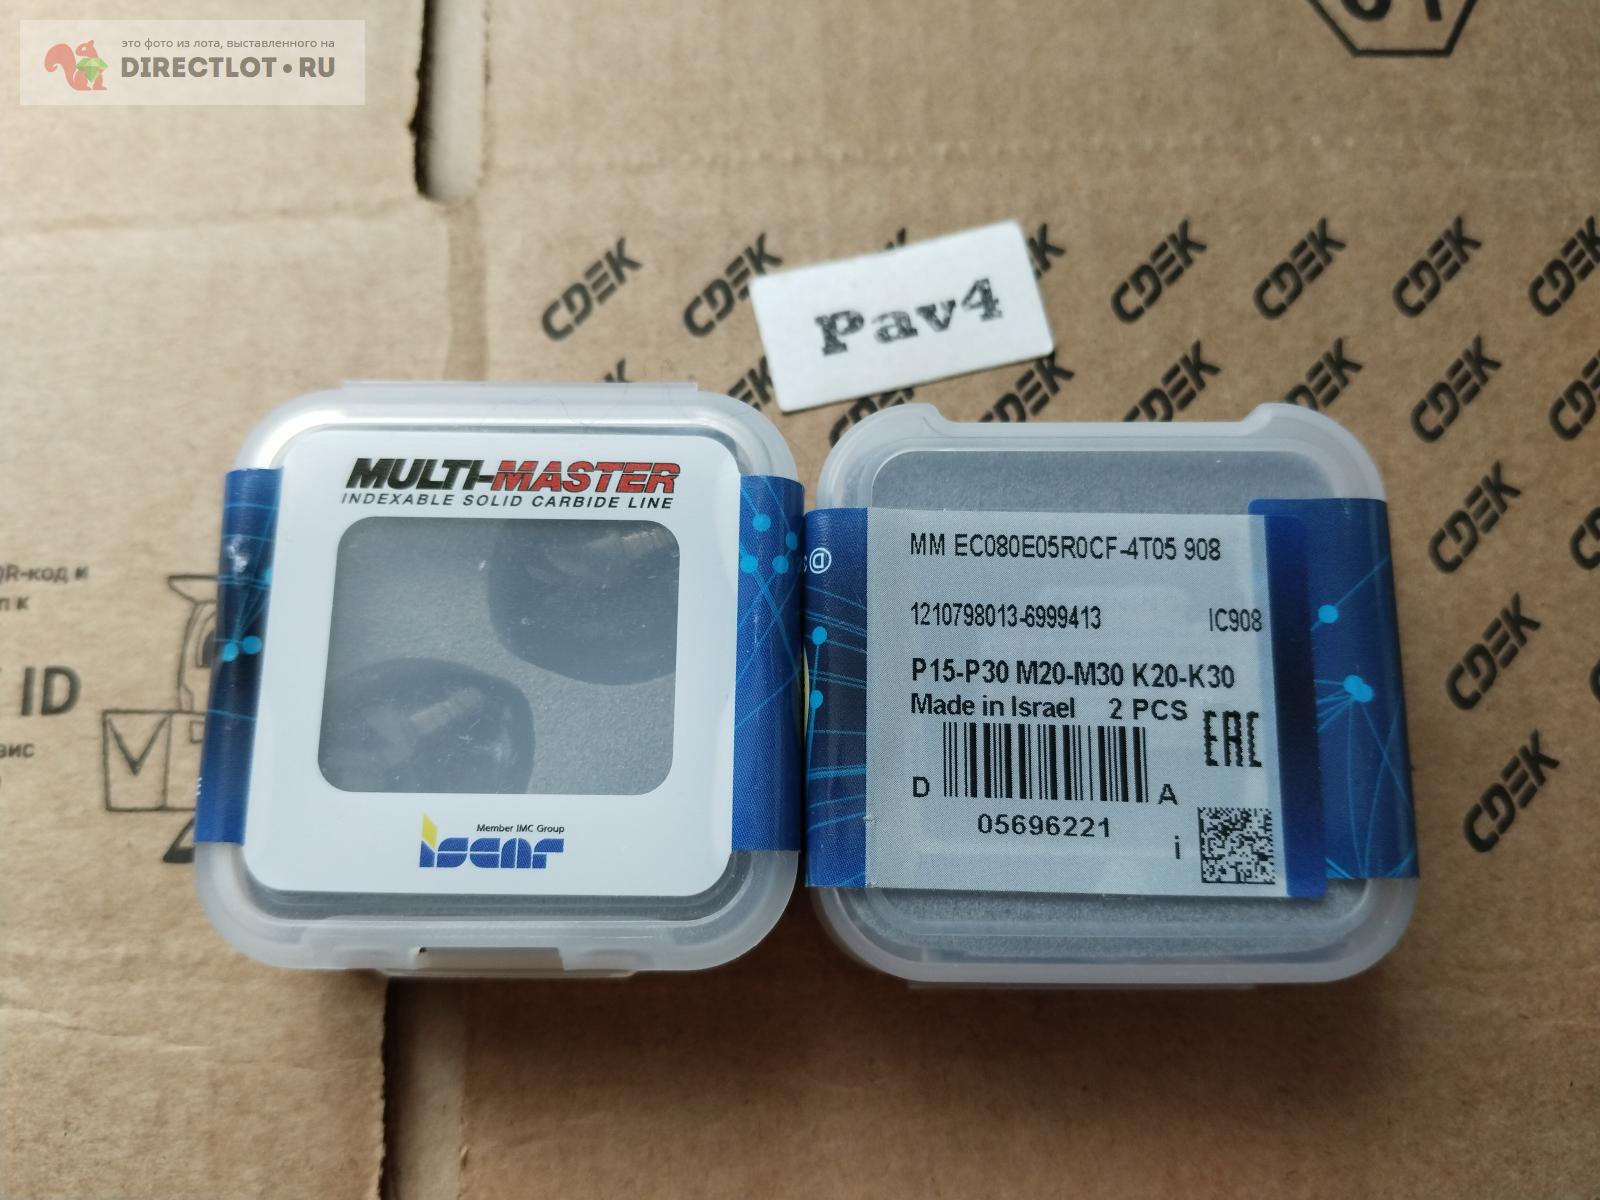 это фото из лота, выставленного на
DIRECTLOT•RU
CDEK CDEK CDEK CDEK CDEK CDEK
Pav4
CDEK
CDEK
CDEK
CDEK
QR-код и
ID
MULTI-MASTER
INDEXABLE SOLID CARBIDE LINE
Member IMC Group
iscar
MM EC080E05R0CF-4T05 908
1210798013-6999413 IC908
P15-P30 M20-M30 K20-K30
Made in Israel 2 PCS EAC
D A
05696221
i